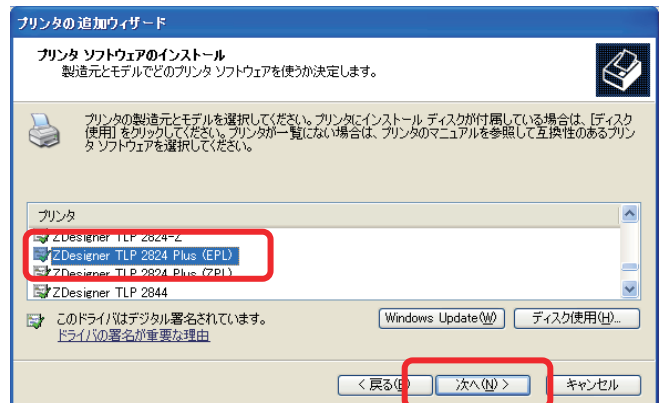 プリンタの追加ウィザード
プリンタ ソフトウェアのインストール
製造元とモデルでどのプリンタ ソフトウェアを使うか決定します。
プリンタの製造元とモデルを選択してください。プリンタにインストール ディスクが付属している場合は、[ディスク
使用] をクリックしてください。プリンタが一覧にない場合は、プリンタのマニュアルを参照して互換性のあるプリン
タ ソフトウェアを選択してください。
プリンタ
ZDesigner TLP 2824-Z
ZDesigner TLP 2824 Plus (EPL)
ZDesigner TLP 2824 Plus (ZPL)
ZDesigner TLP 2844
このドライバはデジタル署名されています。
ドライバの署名が重要な理由
Windows Update(W) ディスク使用(H)...
< 戻る(B) 次へ(N) > キャンセル